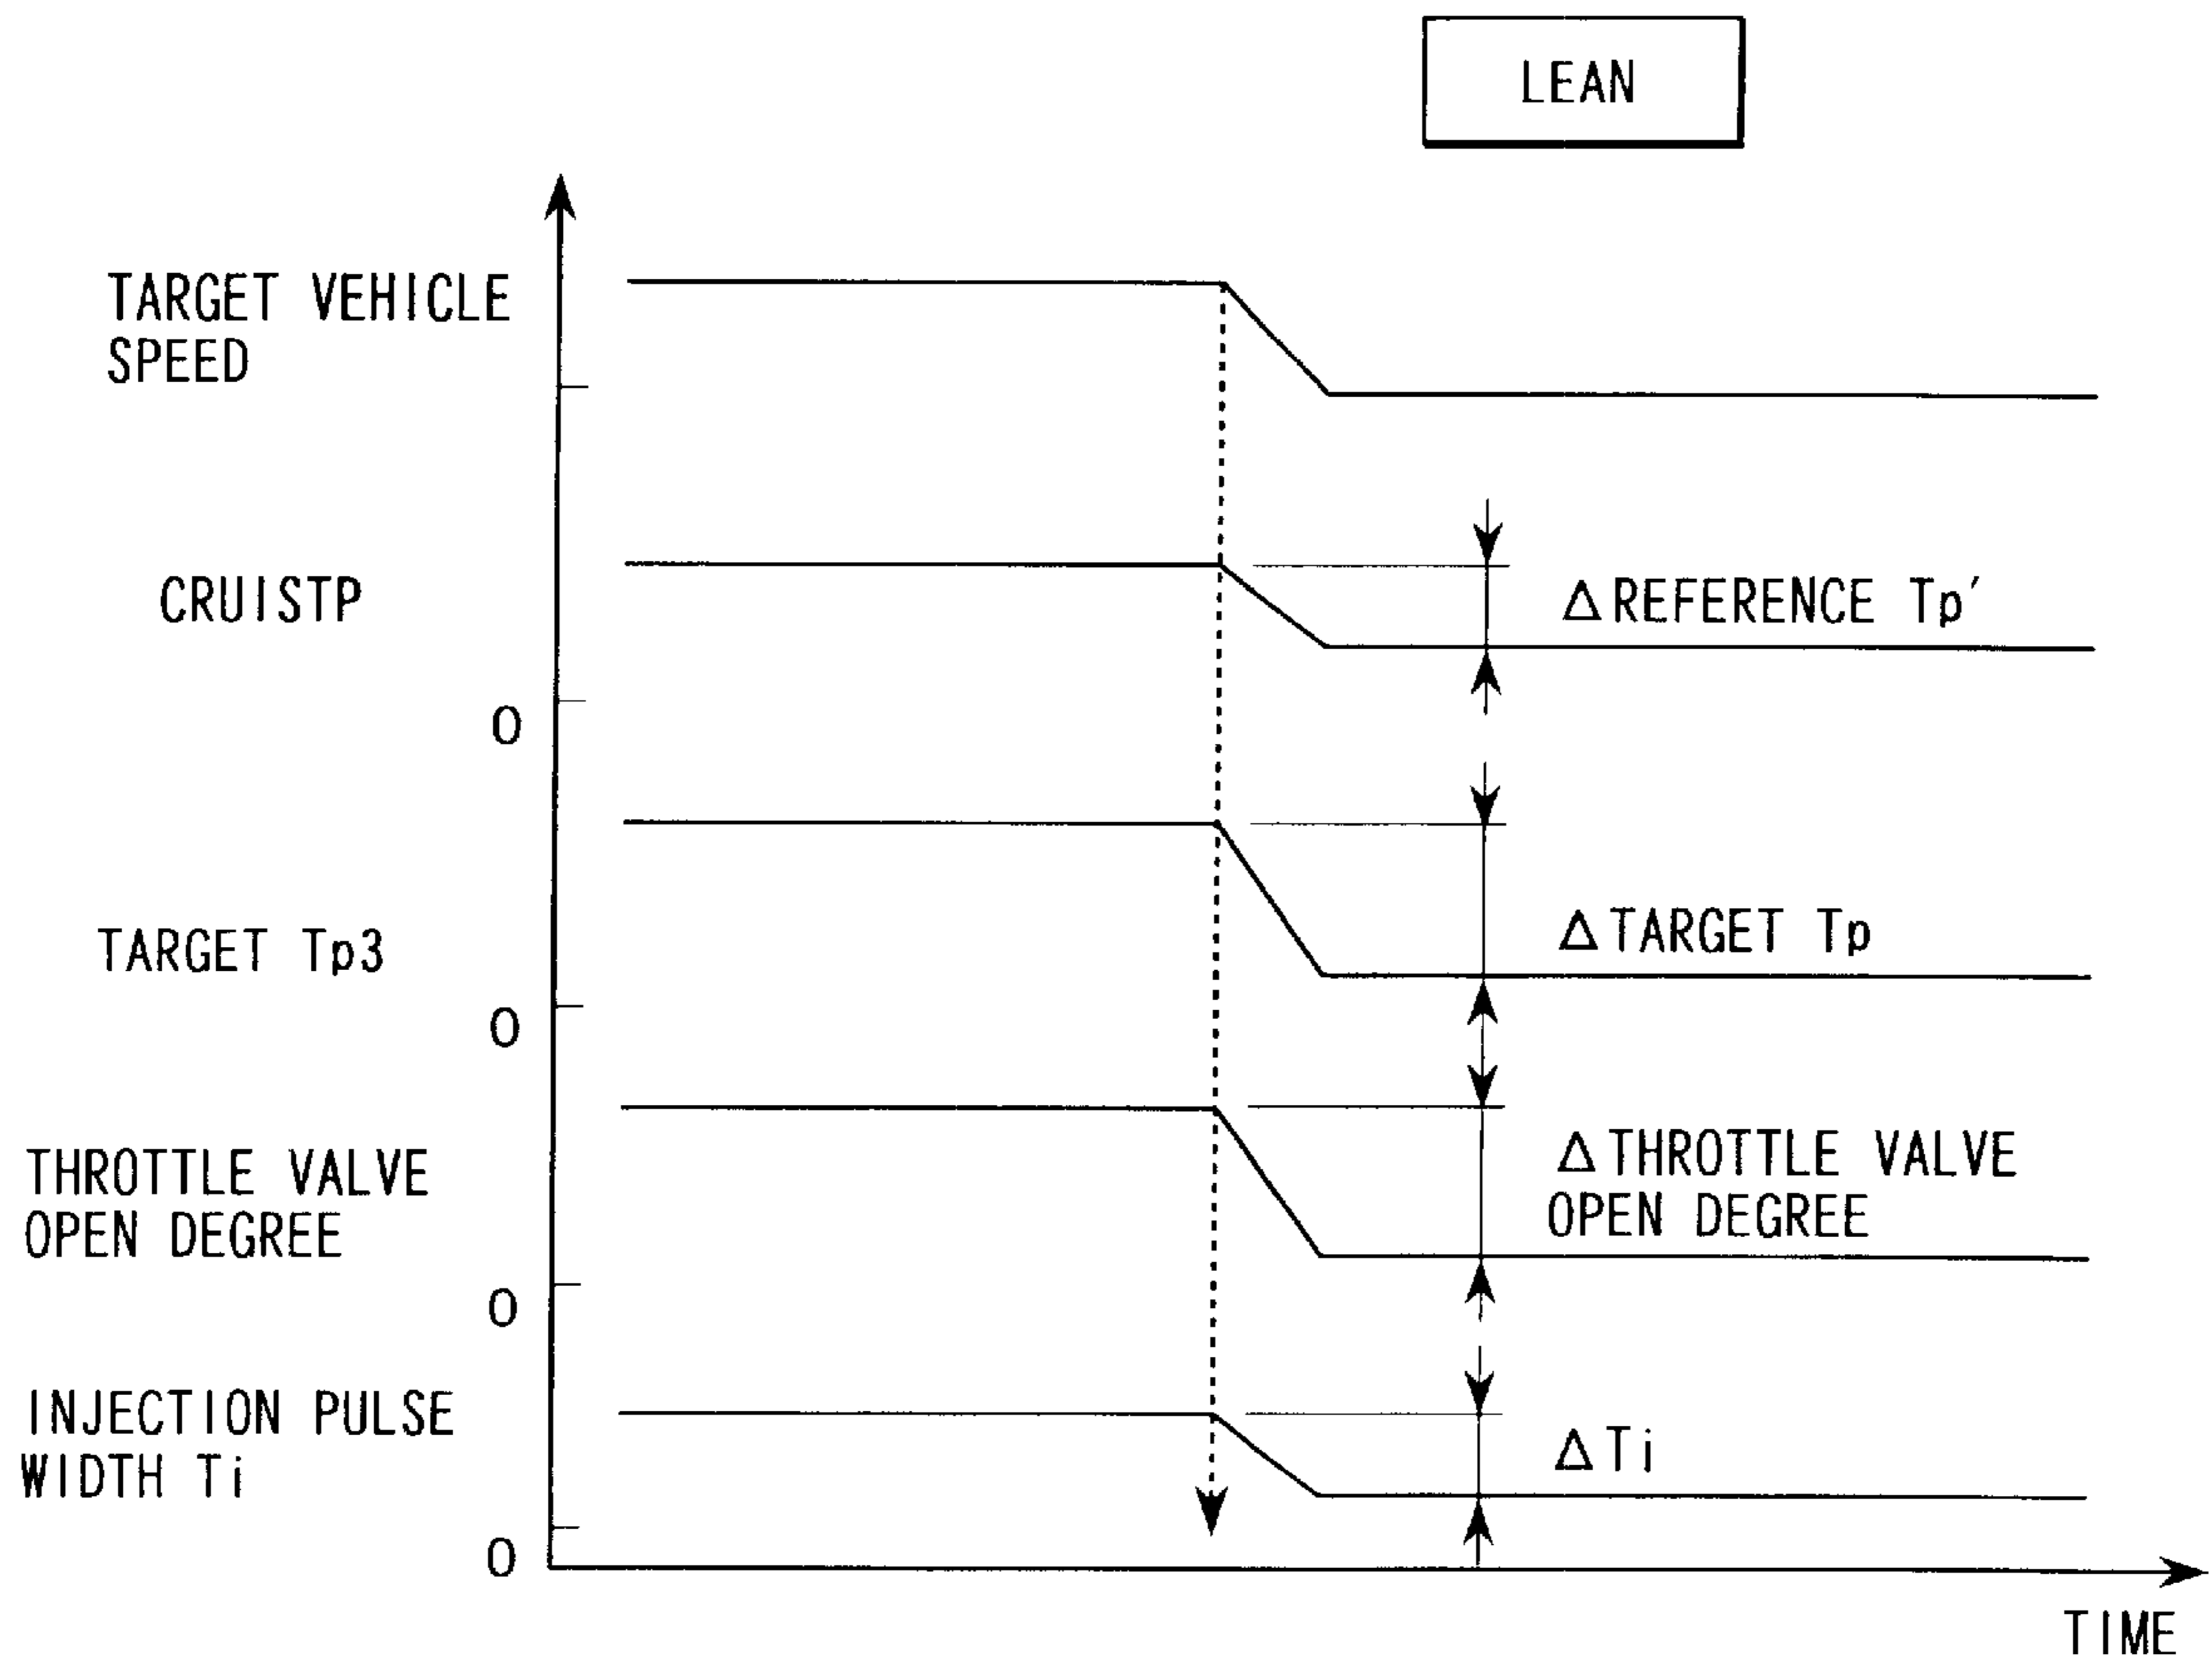 LEAN
TARGET VEHICLE
SPEED
CRUISTP
ΔREFERENCE Tp'
0
TARGET Tp3
ΔTARGET Tp
0
THROTTLE VALVE
OPEN DEGREE
ΔTHROTTLE VALVE
OPEN DEGREE
0
INJECTION PULSE
WIDTH Ti
ΔTi
0
TIME